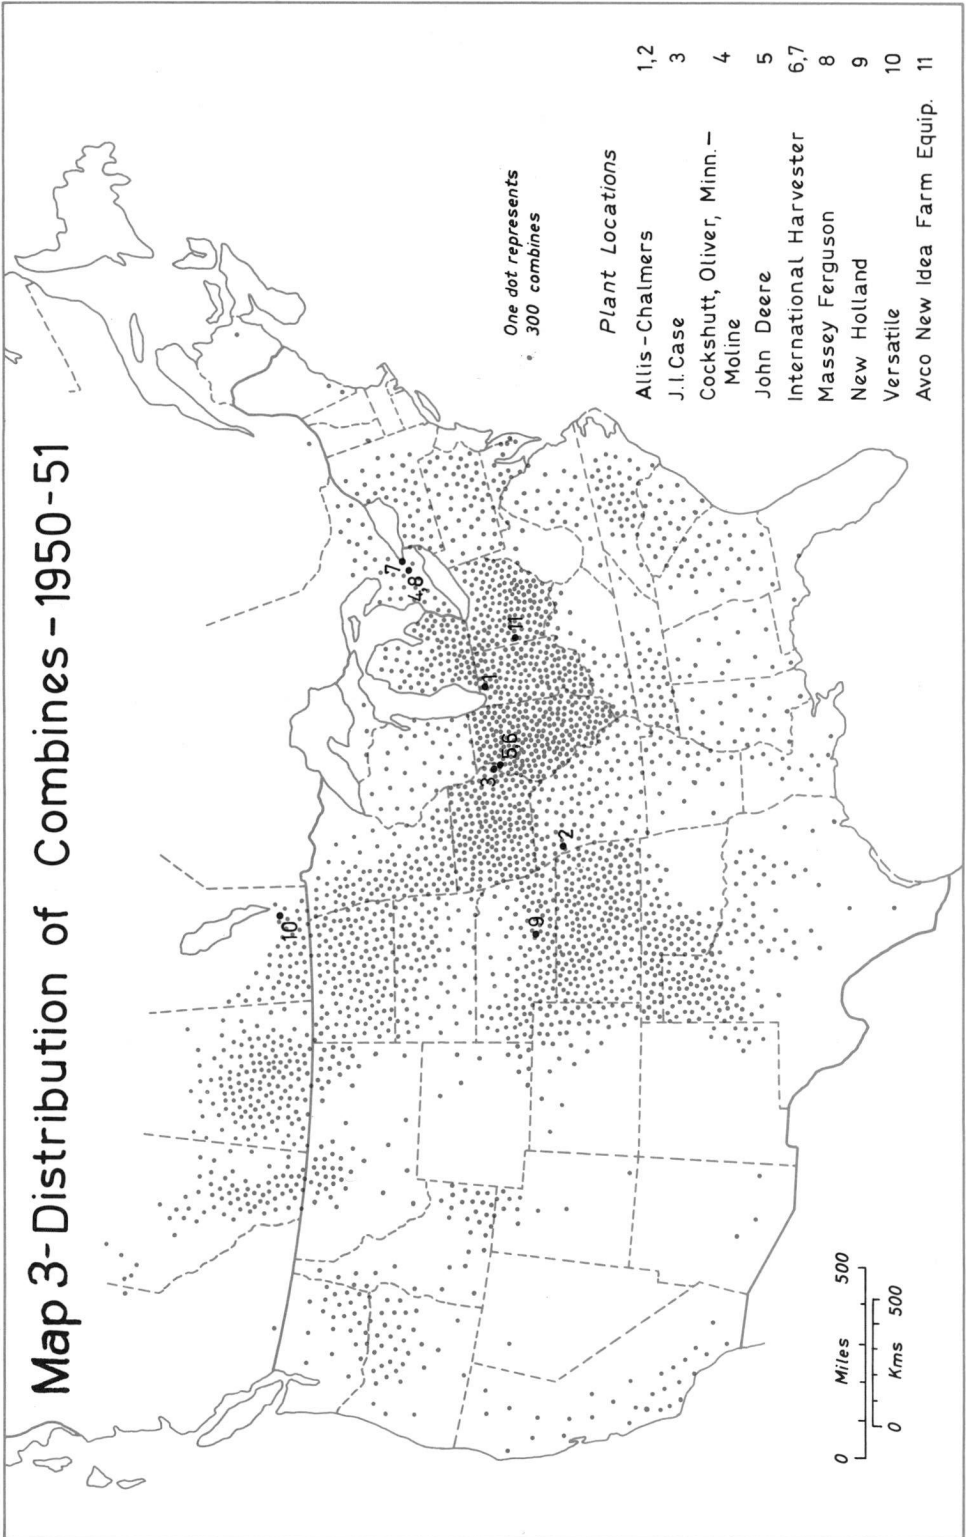 Map 3-Distribution of Combines-1950-51
One dot represents
300 combines
Plant Locations
Allis-Chalmers 1,2
J.I.Case 3
Cockshutt, Oliver, Minn.-
Moline 4
John Deere 5
International Harvester 6,7
Massey Ferguson 8
New Holland 9
Versatile 10
Avco New Idea Farm Equip. 11
10
7
4,8
1
11
3
5,6
2
9
0 Miles 500
0 Kms 500